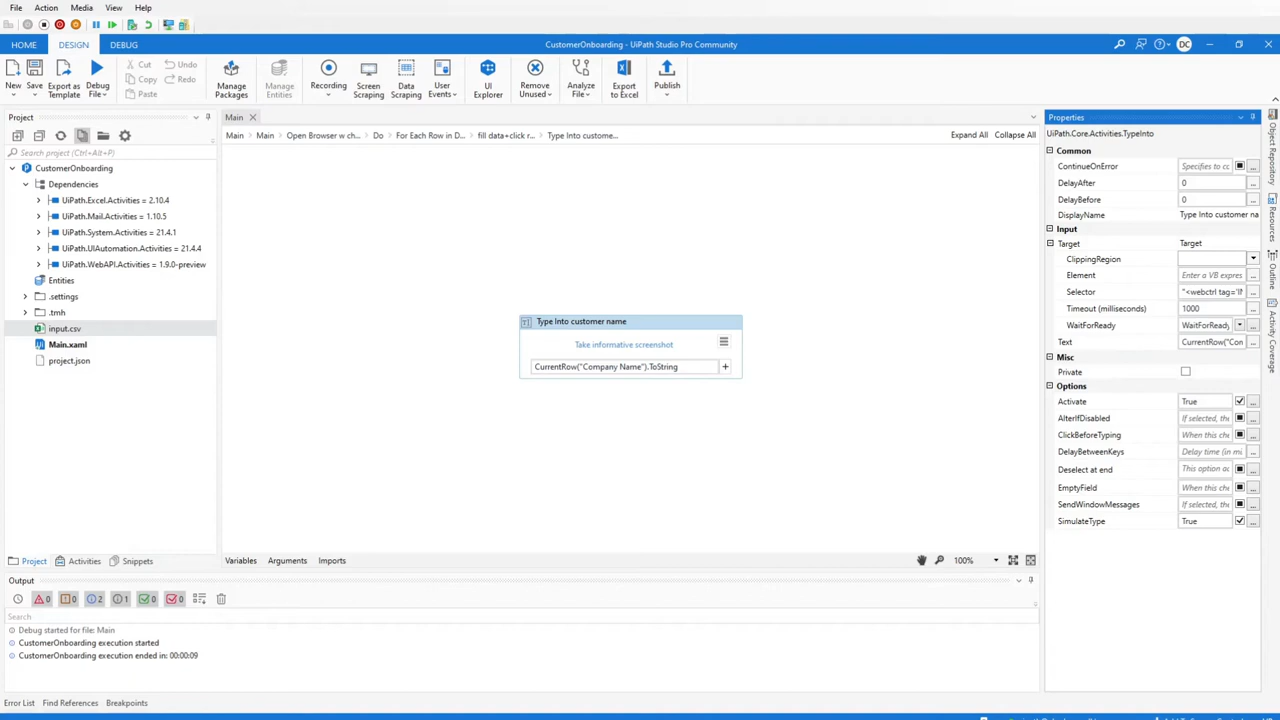 File Action Media View Help
HOME DESIGN DEBUG CustomerOnboarding - UiPath Studio Pro Community DC
New Save Export as Template Debug File Cut Copy Paste Undo Redo Manage Packages Manage Entities Recording Screen Scraping Data Scraping User Events UI Explorer Remove Unused Analyze File Export to Excel Publish
Project
Main
Properties
Main Main Open Browser w ch... Do For Each Row in D... fill data+click r... Type Into custome... Expand All Collapse All
UiPath.Core.Activities.TypeInto
Search project (Ctrl+Alt+P)
CustomerOnboarding
Dependencies
UiPath.Excel.Activities = 2.10.4
UiPath.Mail.Activities = 1.10.5
UiPath.System.Activities = 21.4.1
UiPath.UIAutomation.Activities = 21.4.4
UiPath.WebAPI.Activities = 1.9.0-preview
Entities
.settings
.tmh
input.csv
Main.xaml
project.json
Type Into customer name
Take informative screenshot
CurrentRow("Company Name").ToString
Common
ContinueOnError Specifies to cc
DelayAfter 0
DelayBefore 0
DisplayName Type Into customer na
Input
Target Target
ClippingRegion
Element Enter a VB expres
Selector "<webctrl tag='I
Timeout (milliseconds) 1000
WaitForReady WaitForReady
Text CurrentRow("Con
Misc
Private
Options
Activate True
AlterIfDisabled If selected, the
ClickBeforeTyping When this che
DelayBetweenKeys Delay time (in mi
Deselect at end This option ac
EmptyField When this che
SendWindowMessages If selected, the
SimulateType True
Object Repository
Resources
Outline
Test Coverage
Project Activities Snippets
Variables Arguments Imports 100%
Output
0 0 2 1 0 0
Search
Debug started for file: Main
CustomerOnboarding execution started
CustomerOnboarding execution ended in: 00:00:09
Error List Find References Breakpoints